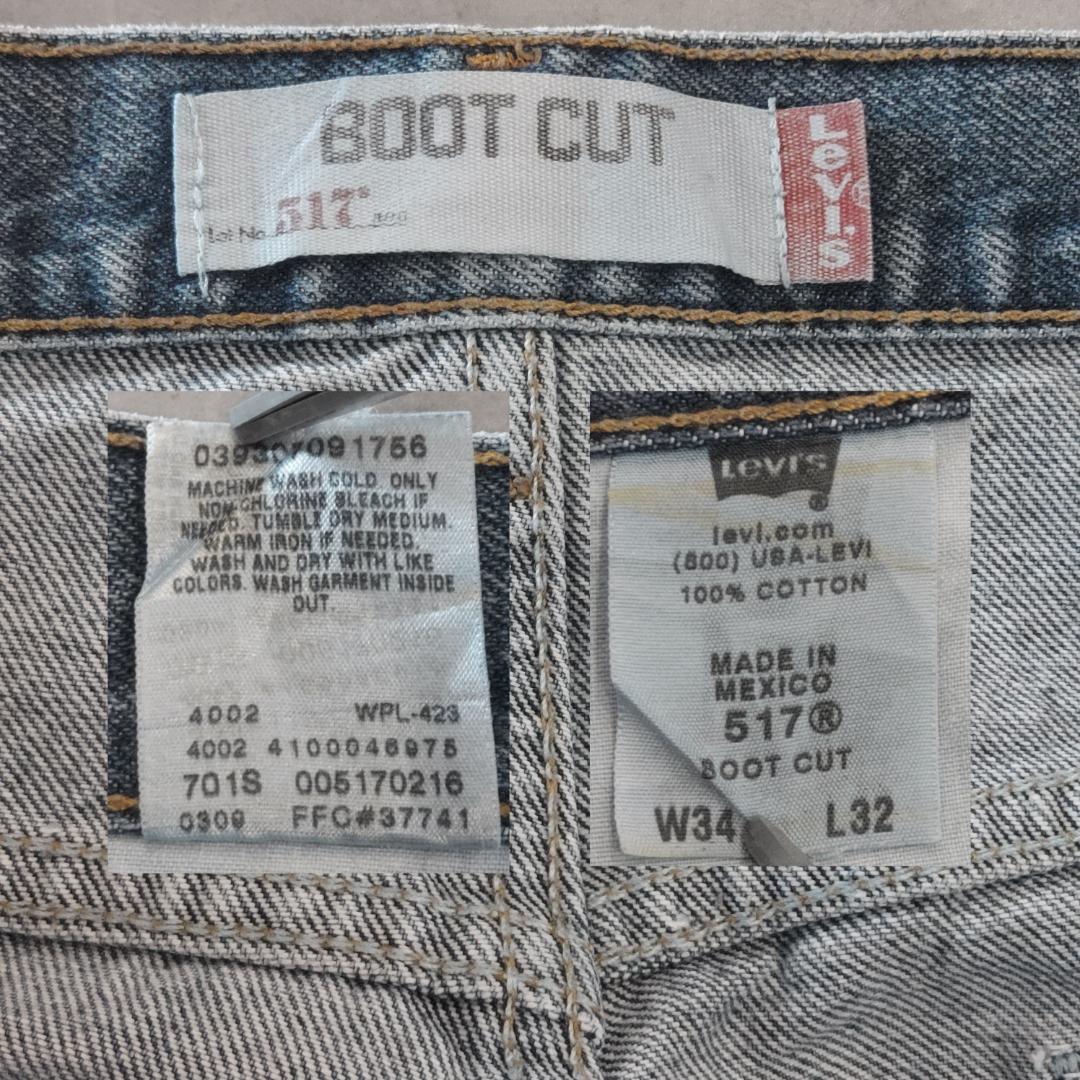 BOOT CUT
Lot No 517
Levi's
MACHINE WASH COLD. ONLY
NON-CHLORINE BLEACH IF
NEEDED. TUMBLE DRY MEDIUM.
WARM IRON IF NEEDED.
WASH AND DRY WITH LIKE
COLORS. WASH GARMENT INSIDE
OUT.
4002 WPL-423
4002 4100046975
701S 005170216
0309 FFC#37741
Levi's
®
levi.com
(800) USA-LEVI
100% COTTON
MADE IN
MEXICO
517®
BOOT CUT
W34 L32